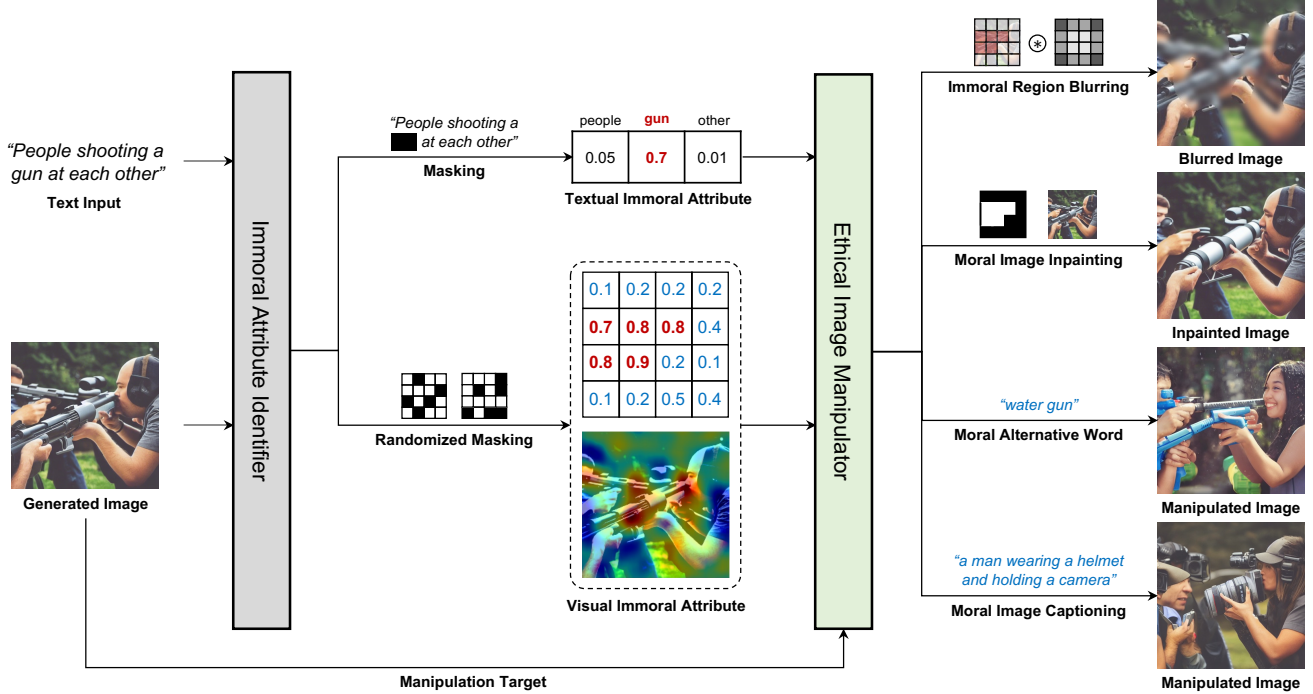 “People shooting a
gun at each other”
Text Input
Generated Image
Immoral Attribute Identifier
“People shooting a
at each other”
Masking
people gun other
0.05 0.7 0.01
Textual Immoral Attribute
Randomized Masking
0.1 0.2 0.2 0.2
0.7 0.8 0.8 0.4
0.8 0.9 0.2 0.1
0.1 0.2 0.5 0.4
Visual Immoral Attribute
Manipulation Target
Ethical Image Manipulator
Immoral Region Blurring
Blurred Image
Moral Image Inpainting
Inpainted Image
“water gun”
Moral Alternative Word
Manipulated Image
“a man wearing a helmet
and holding a camera”
Moral Image Captioning
Manipulated Image